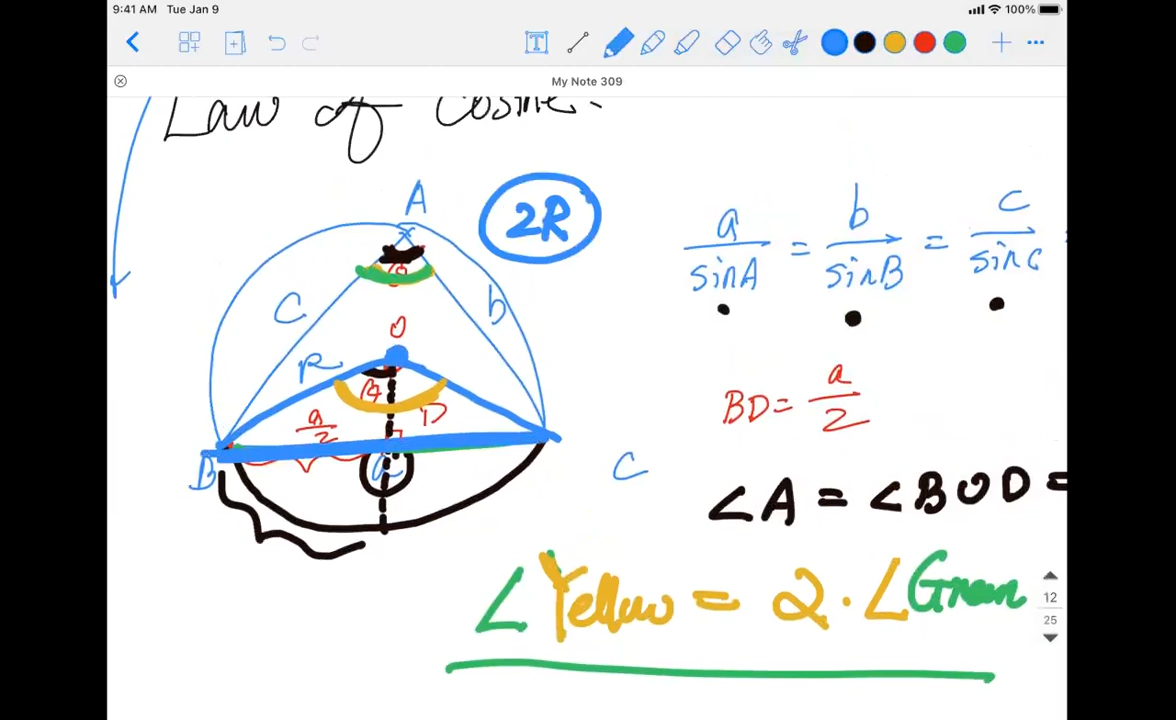 9:41 AM Tue Jan 9
100%
My Note 309
Law of Cosine.
A
2R
a/sinA = b/sinB = c/sinC =
C
b
O
R
θ
D
a/2
BD = a/2
B
a
C
∠A = ∠BOD =
∠Yellow = 2 · ∠Green
12
25